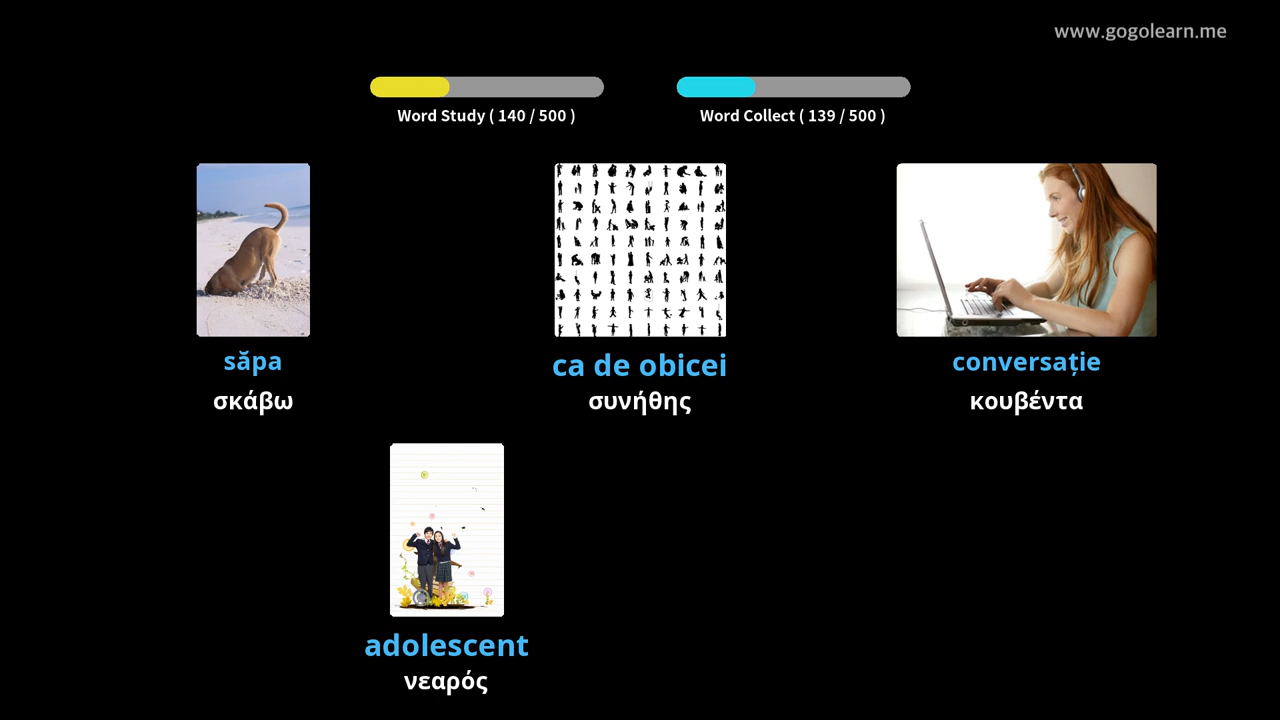 www.gogolearn.me
Word Study ( 140 / 500 )
Word Collect ( 139 / 500 )
săpa
ca de obicei
conversație
σκάβω
συνήθης
κουβέντα
adolescent
νεαρός